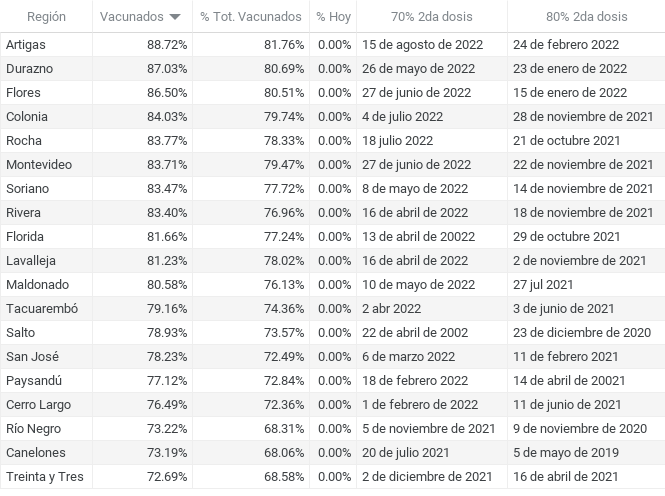 Región Vacunados % Tot. Vacunados % Hoy 70% 2da dosis 80% 2da dosis
Artigas 88.72% 81.76% 0.00% 15 de agosto de 2022 24 de febrero 2022
Durazno 87.03% 80.69% 0.00% 26 de mayo de 2022 23 de enero de 2022
Flores 86.50% 80.51% 0.00% 27 de junio de 2022 15 de enero de 2022
Colonia 84.03% 79.74% 0.00% 4 de julio 2022 28 de noviembre de 2021
Rocha 83.77% 78.33% 0.00% 18 julio 2022 21 de octubre 2021
Montevideo 83.71% 79.47% 0.00% 27 de junio de 2022 22 de noviembre de 2021
Soriano 83.47% 77.72% 0.00% 8 de mayo de 2022 14 de noviembre de 2021
Rivera 83.40% 76.96% 0.00% 16 de abril de 2022 18 de noviembre de 2021
Florida 81.66% 77.24% 0.00% 13 de abril de 20022 29 de octubre 2021
Lavalleja 81.23% 78.02% 0.00% 16 de abril de 2022 2 de noviembre de 2021
Maldonado 80.58% 76.13% 0.00% 10 de mayo de 2022 27 jul 2021
Tacuarembó 79.16% 74.36% 0.00% 2 abr 2022 3 de junio de 2021
Salto 78.93% 73.57% 0.00% 22 de abril de 2002 23 de diciembre de 2020
San José 78.23% 72.49% 0.00% 6 de marzo de 2022 11 de febrero de 2021
Paysandú 77.12% 72.84% 0.00% 18 de febrero de 2022 14 de abril de 20021
Cerro Largo 76.49% 72.36% 0.00% 1 de febrero de 2022 11 de junio de 2021
Río Negro 73.22% 68.31% 0.00% 5 de noviembre de 2021 9 de noviembre de 2020
Canelones 73.19% 68.06% 0.00% 20 de julio de 2021 5 de mayo de 2019
Treinta y Tres 72.69% 68.58% 0.00% 2 de diciembre de 2021 16 de abril de 2021